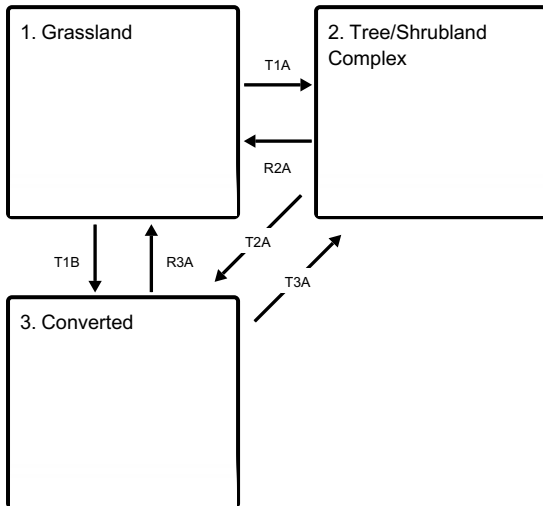 1. Grassland
2. Tree/Shrubland
Complex
T1A
R2A
T2A
T1B
R3A
T3A
3. Converted